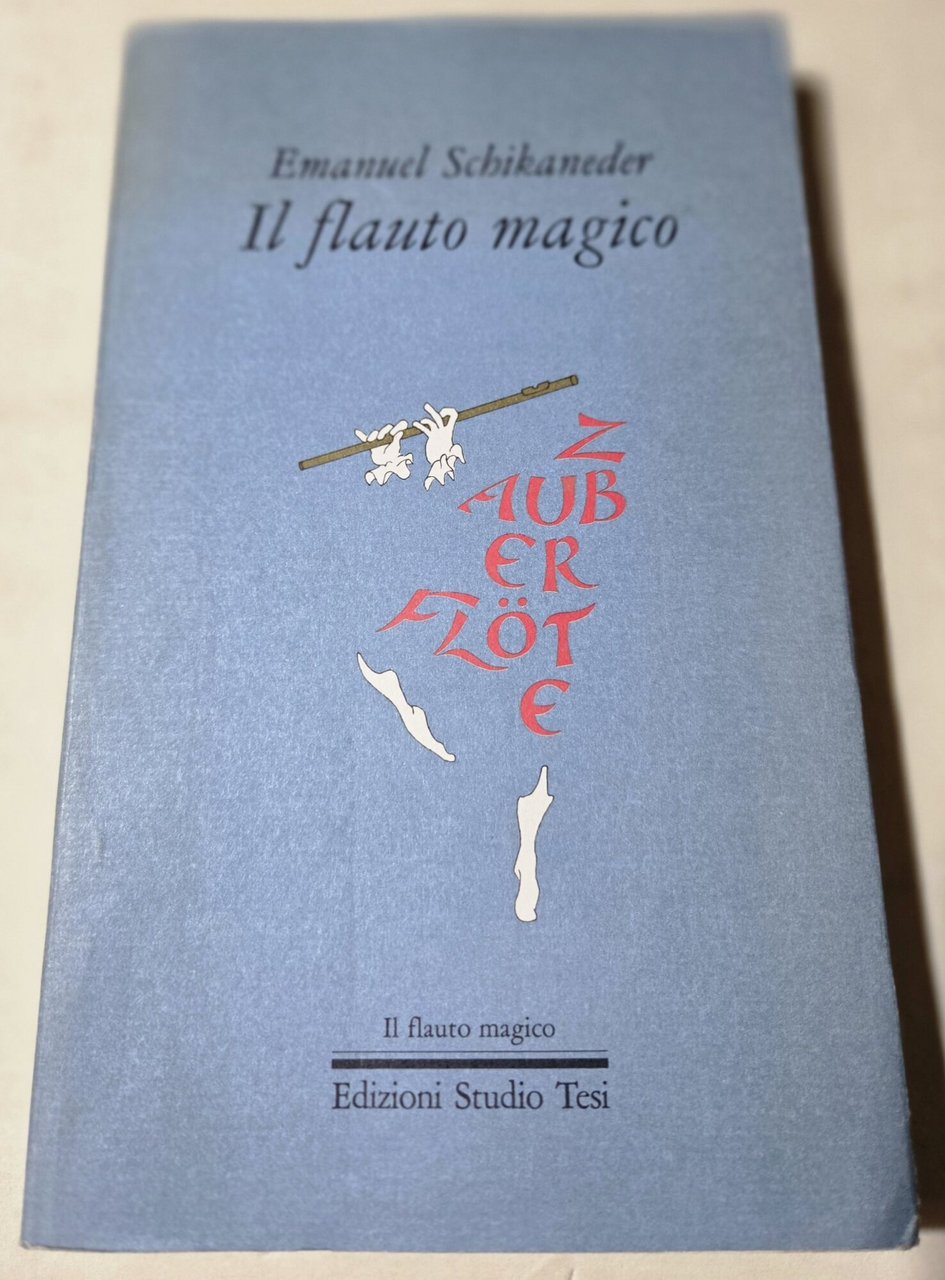 Emanuel Schikaneder
Il flauto magico
Z
AUB
ER
FLÖT
E
Il flauto magico
Edizioni Studio Tesi